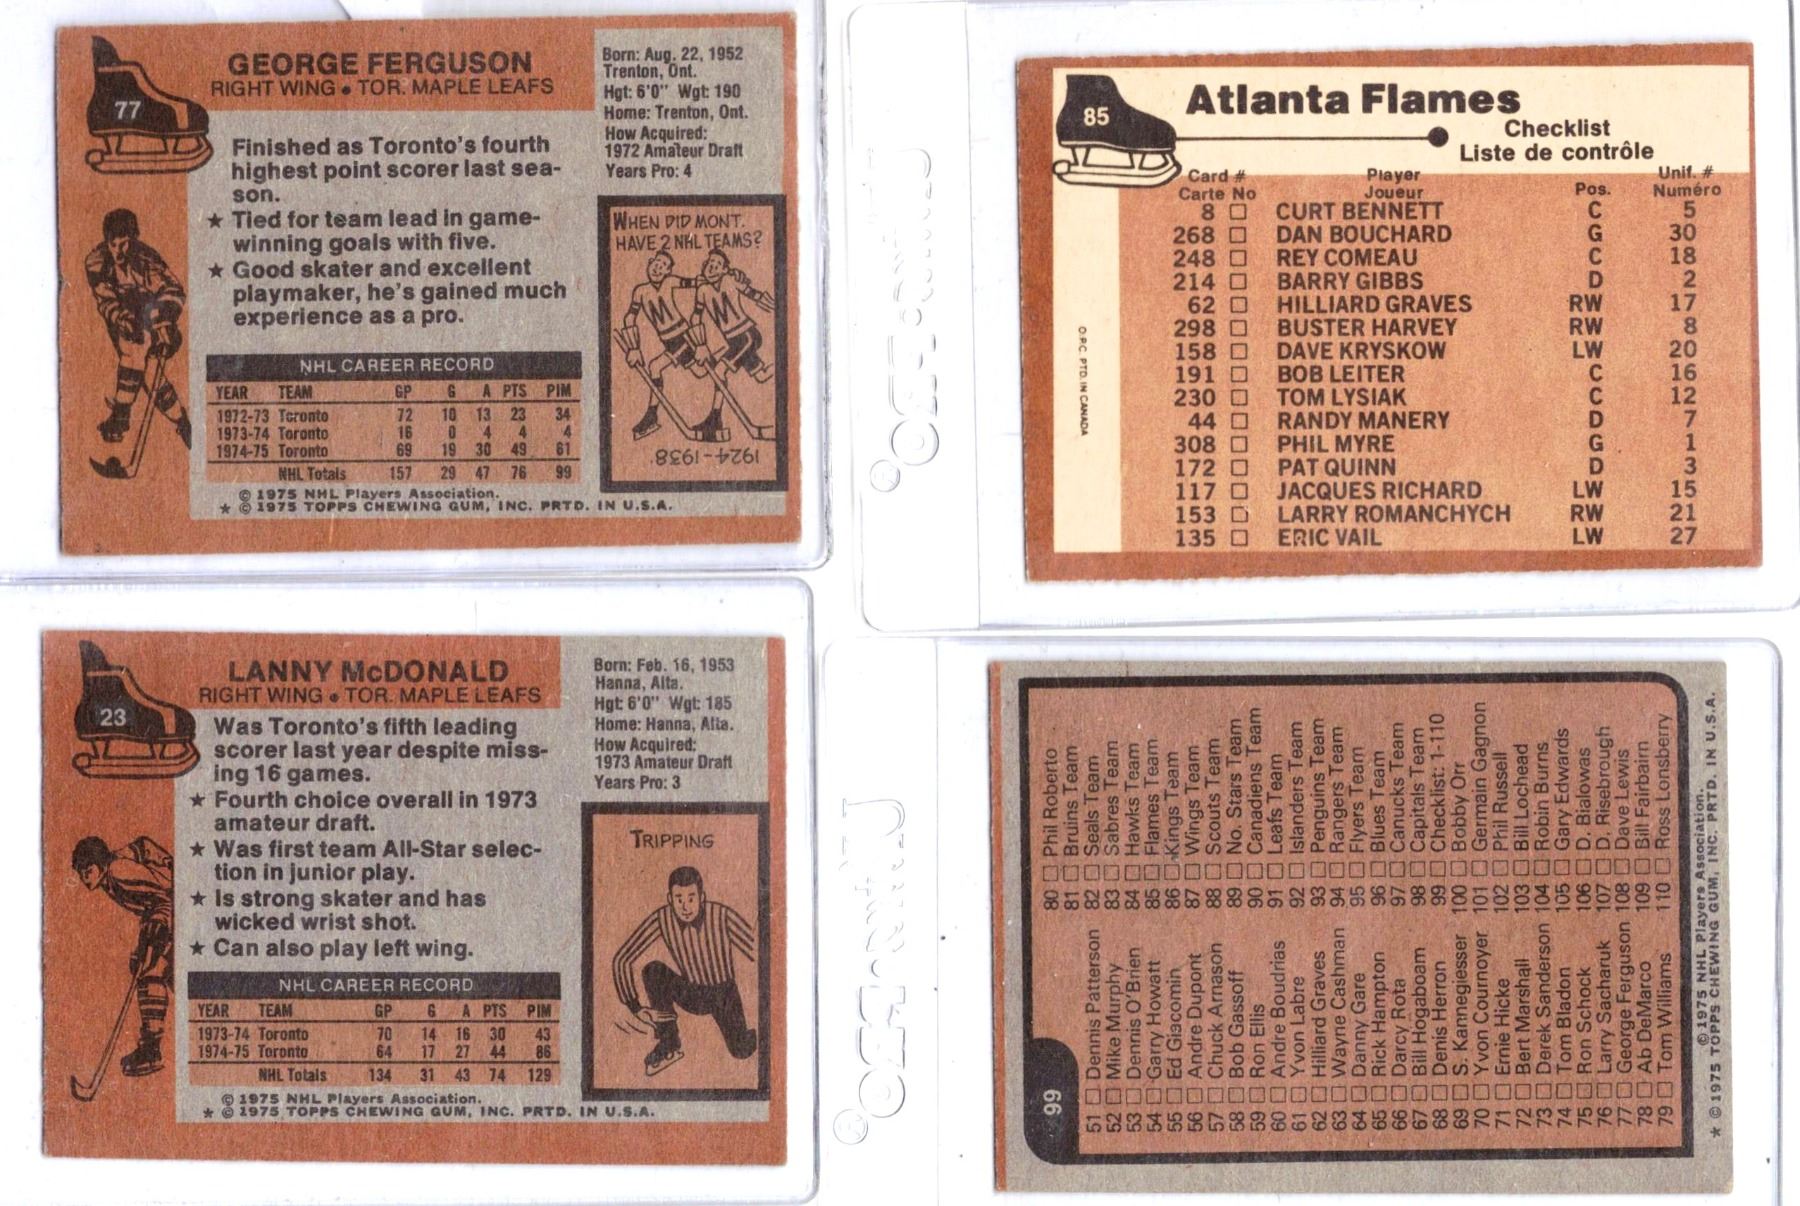 77
GEORGE FERGUSON
RIGHT WING • TOR. MAPLE LEAFS
Finished as Toronto's fourth
highest point scorer last sea-
son.
★ Tied for team lead in game-
winning goals with five.
★ Good skater and excellent
playmaker, he's gained much
experience as a pro.
Born: Aug. 22, 1952
Trenton, Ont.
Hgt: 6'0" Wgt: 190
Home: Trenton, Ont.
How Acquired:
1972 Amateur Draft
Years Pro: 4
WHEN DID MONT.
HAVE 2 NHL TEAMS?
M M
1924-1938.
NHL CAREER RECORD
YEAR TEAM GP G A PTS PIM
1972-73 Toronto 72 10 13 23 34
1973-74 Toronto 16 0 4 4 4
1974-75 Toronto 69 19 30 49 61
NHL Totals 157 29 47 76 99
© 1975 NHL Players Association.
★ © 1975 TOPPS CHEWING GUM, INC. PRTD. IN U.S.A.
85
Atlanta Flames
Checklist
Liste de contrôle
Card # Player Unif. #
Carte No Joueur Pos. Numéro
8 □ CURT BENNETT C 5
268 □ DAN BOUCHARD G 30
248 □ REY COMEAU C 18
214 □ BARRY GIBBS D 2
62 □ HILLIARD GRAVES RW 17
298 □ BUSTER HARVEY RW 8
158 □ DAVE KRYSKOW LW 20
191 □ BOB LEITER C 16
230 □ TOM LYSIAK C 12
44 □ RANDY MANERY D 7
308 □ PHIL MYRE G 1
172 □ PAT QUINN D 3
117 □ JACQUES RICHARD LW 15
153 □ LARRY ROMANCHYCH RW 21
135 □ ERIC VAIL LW 27
O.P.C. PTD. IN CANADA
23
LANNY McDONALD
RIGHT WING • TOR. MAPLE LEAFS
Was Toronto's fifth leading
scorer last year despite miss-
ing 16 games.
★ Fourth choice overall in 1973
amateur draft.
★ Was first team All-Star selec-
tion in junior play.
★ Is strong skater and has
wicked wrist shot.
★ Can also play left wing.
Born: Feb. 16, 1953
Hanna, Alta.
Hgt: 6'0" Wgt: 185
Home: Hanna, Alta.
How Acquired:
1973 Amateur Draft
Years Pro: 3
TRIPPING
NHL CAREER RECORD
YEAR TEAM GP G A PTS PIM
1973-74 Toronto 70 14 16 30 43
1974-75 Toronto 64 17 27 44 86
NHL Totals 134 31 43 74 129
© 1975 NHL Players Association.
★ © 1975 TOPPS CHEWING GUM, INC. PRTD. IN U.S.A.
99
51 □ Dennis Patterson
52 □ Mike Murphy
53 □ Dennis O'Brien
54 □ Garry Howatt
55 □ Ed Giacomin
56 □ Andre Dupont
57 □ Chuck Arnason
58 □ Bob Gassoff
59 □ Ron Ellis
60 □ Andre Boudrias
61 □ Yvon Labre
62 □ Hilliard Graves
63 □ Wayne Cashman
64 □ Danny Gare
65 □ Rick Hampton
66 □ Darcy Rota
67 □ Bill Hogaboam
68 □ Denis Herron
69 □ S. Kannegiesser
70 □ Yvon Cournoyer
71 □ Ernie Hicke
72 □ Bert Marshall
73 □ Derek Sanderson
74 □ Tom Bladon
75 □ Ron Schock
76 □ Larry Sacharuk
77 □ George Ferguson
78 □ Ab DeMarco
79 □ Tom Williams
80 □ Phil Roberto
81 □ Bruins Team
82 □ Seals Team
83 □ Sabres Team
84 □ Hawks Team
85 □ Flames Team
86 □ Kings Team
87 □ Wings Team
88 □ Scouts Team
89 □ No. Stars Team
90 □ Canadiens Team
91 □ Leafs Team
92 □ Islanders Team
93 □ Penguins Team
94 □ Rangers Team
95 □ Flyers Team
96 □ Blues Team
97 □ Canucks Team
98 □ Capitals Team
99 □ Checklist: 1-110
100 □ Bobby Orr
101 □ Germain Gagnon
102 □ Phil Russell
103 □ Bill Lochead
104 □ Robin Burns
105 □ Gary Edwards
106 □ D. Bialowas
107 □ D. Risebrough
108 □ Dave Lewis
109 □ Bill Fairbairn
110 □ Ross Lonsberry
© 1975 NHL Players Association.
★ © 1975 TOPPS CHEWING GUM, INC. PRTD. IN U.S.A.